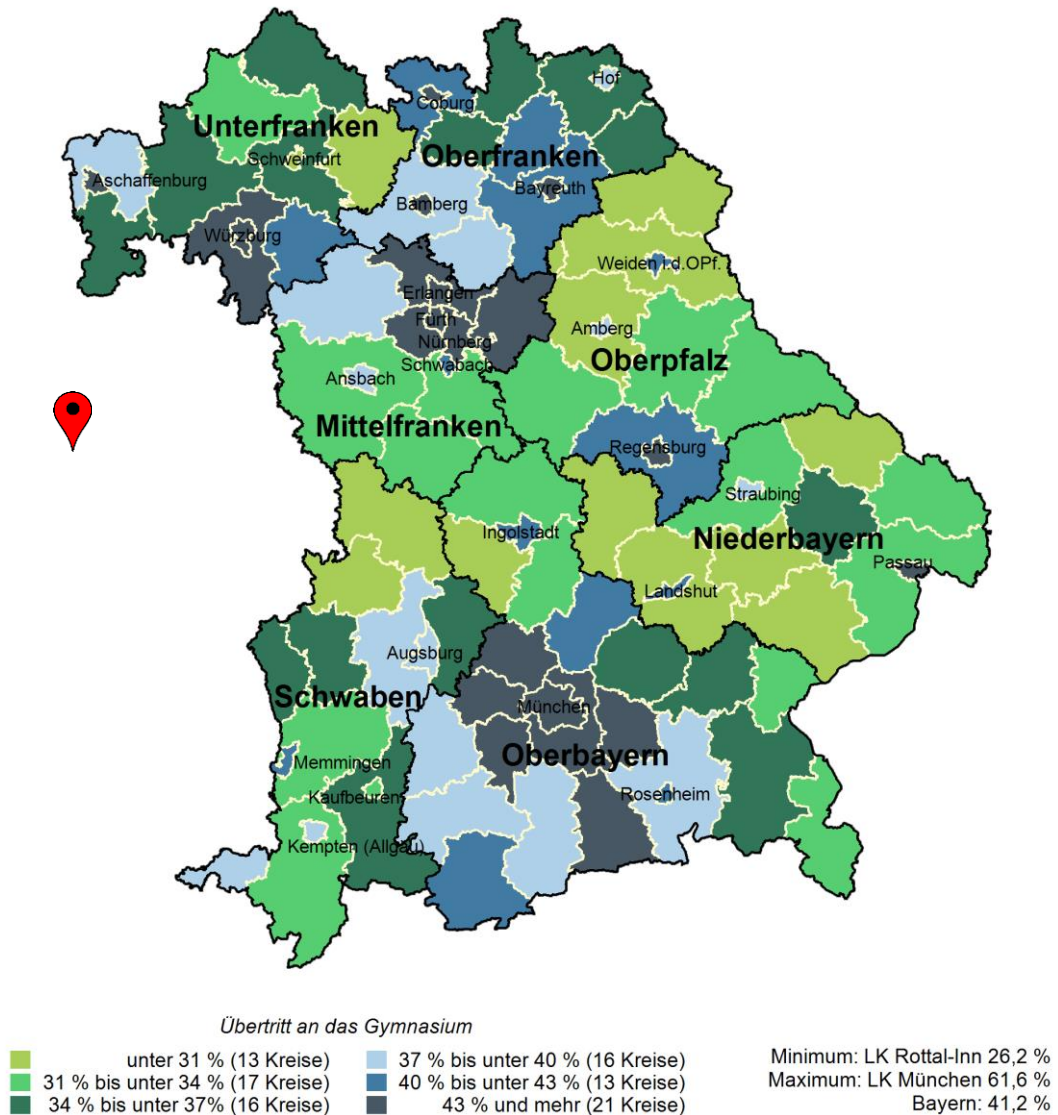 Hof
Coburg
Unterfranken
Oberfranken
Schweinfurt
Aschaffenburg
Bayreuth
Bamberg
Würzburg
Weiden i.d.OPf.
Erlangen
Fürth
Amberg
Nürnberg
Oberpfalz
Schwabach
Ansbach
Mittelfranken
Regensburg
Straubing
Ingolstadt
Niederbayern
Passau
Landshut
Augsburg
Schwaben
München
Oberbayern
Memmingen
Kaufbeuren
Rosenheim
Kempten (Allgäu)
Übertritt an das Gymnasium
unter 31 % (13 Kreise)
31 % bis unter 34 % (17 Kreise)
34 % bis unter 37% (16 Kreise)
37 % bis unter 40 % (16 Kreise)
40 % bis unter 43 % (13 Kreise)
43 % und mehr (21 Kreise)
Minimum: LK Rottal-Inn 26,2 %
Maximum: LK München 61,6 %
Bayern: 41,2 %